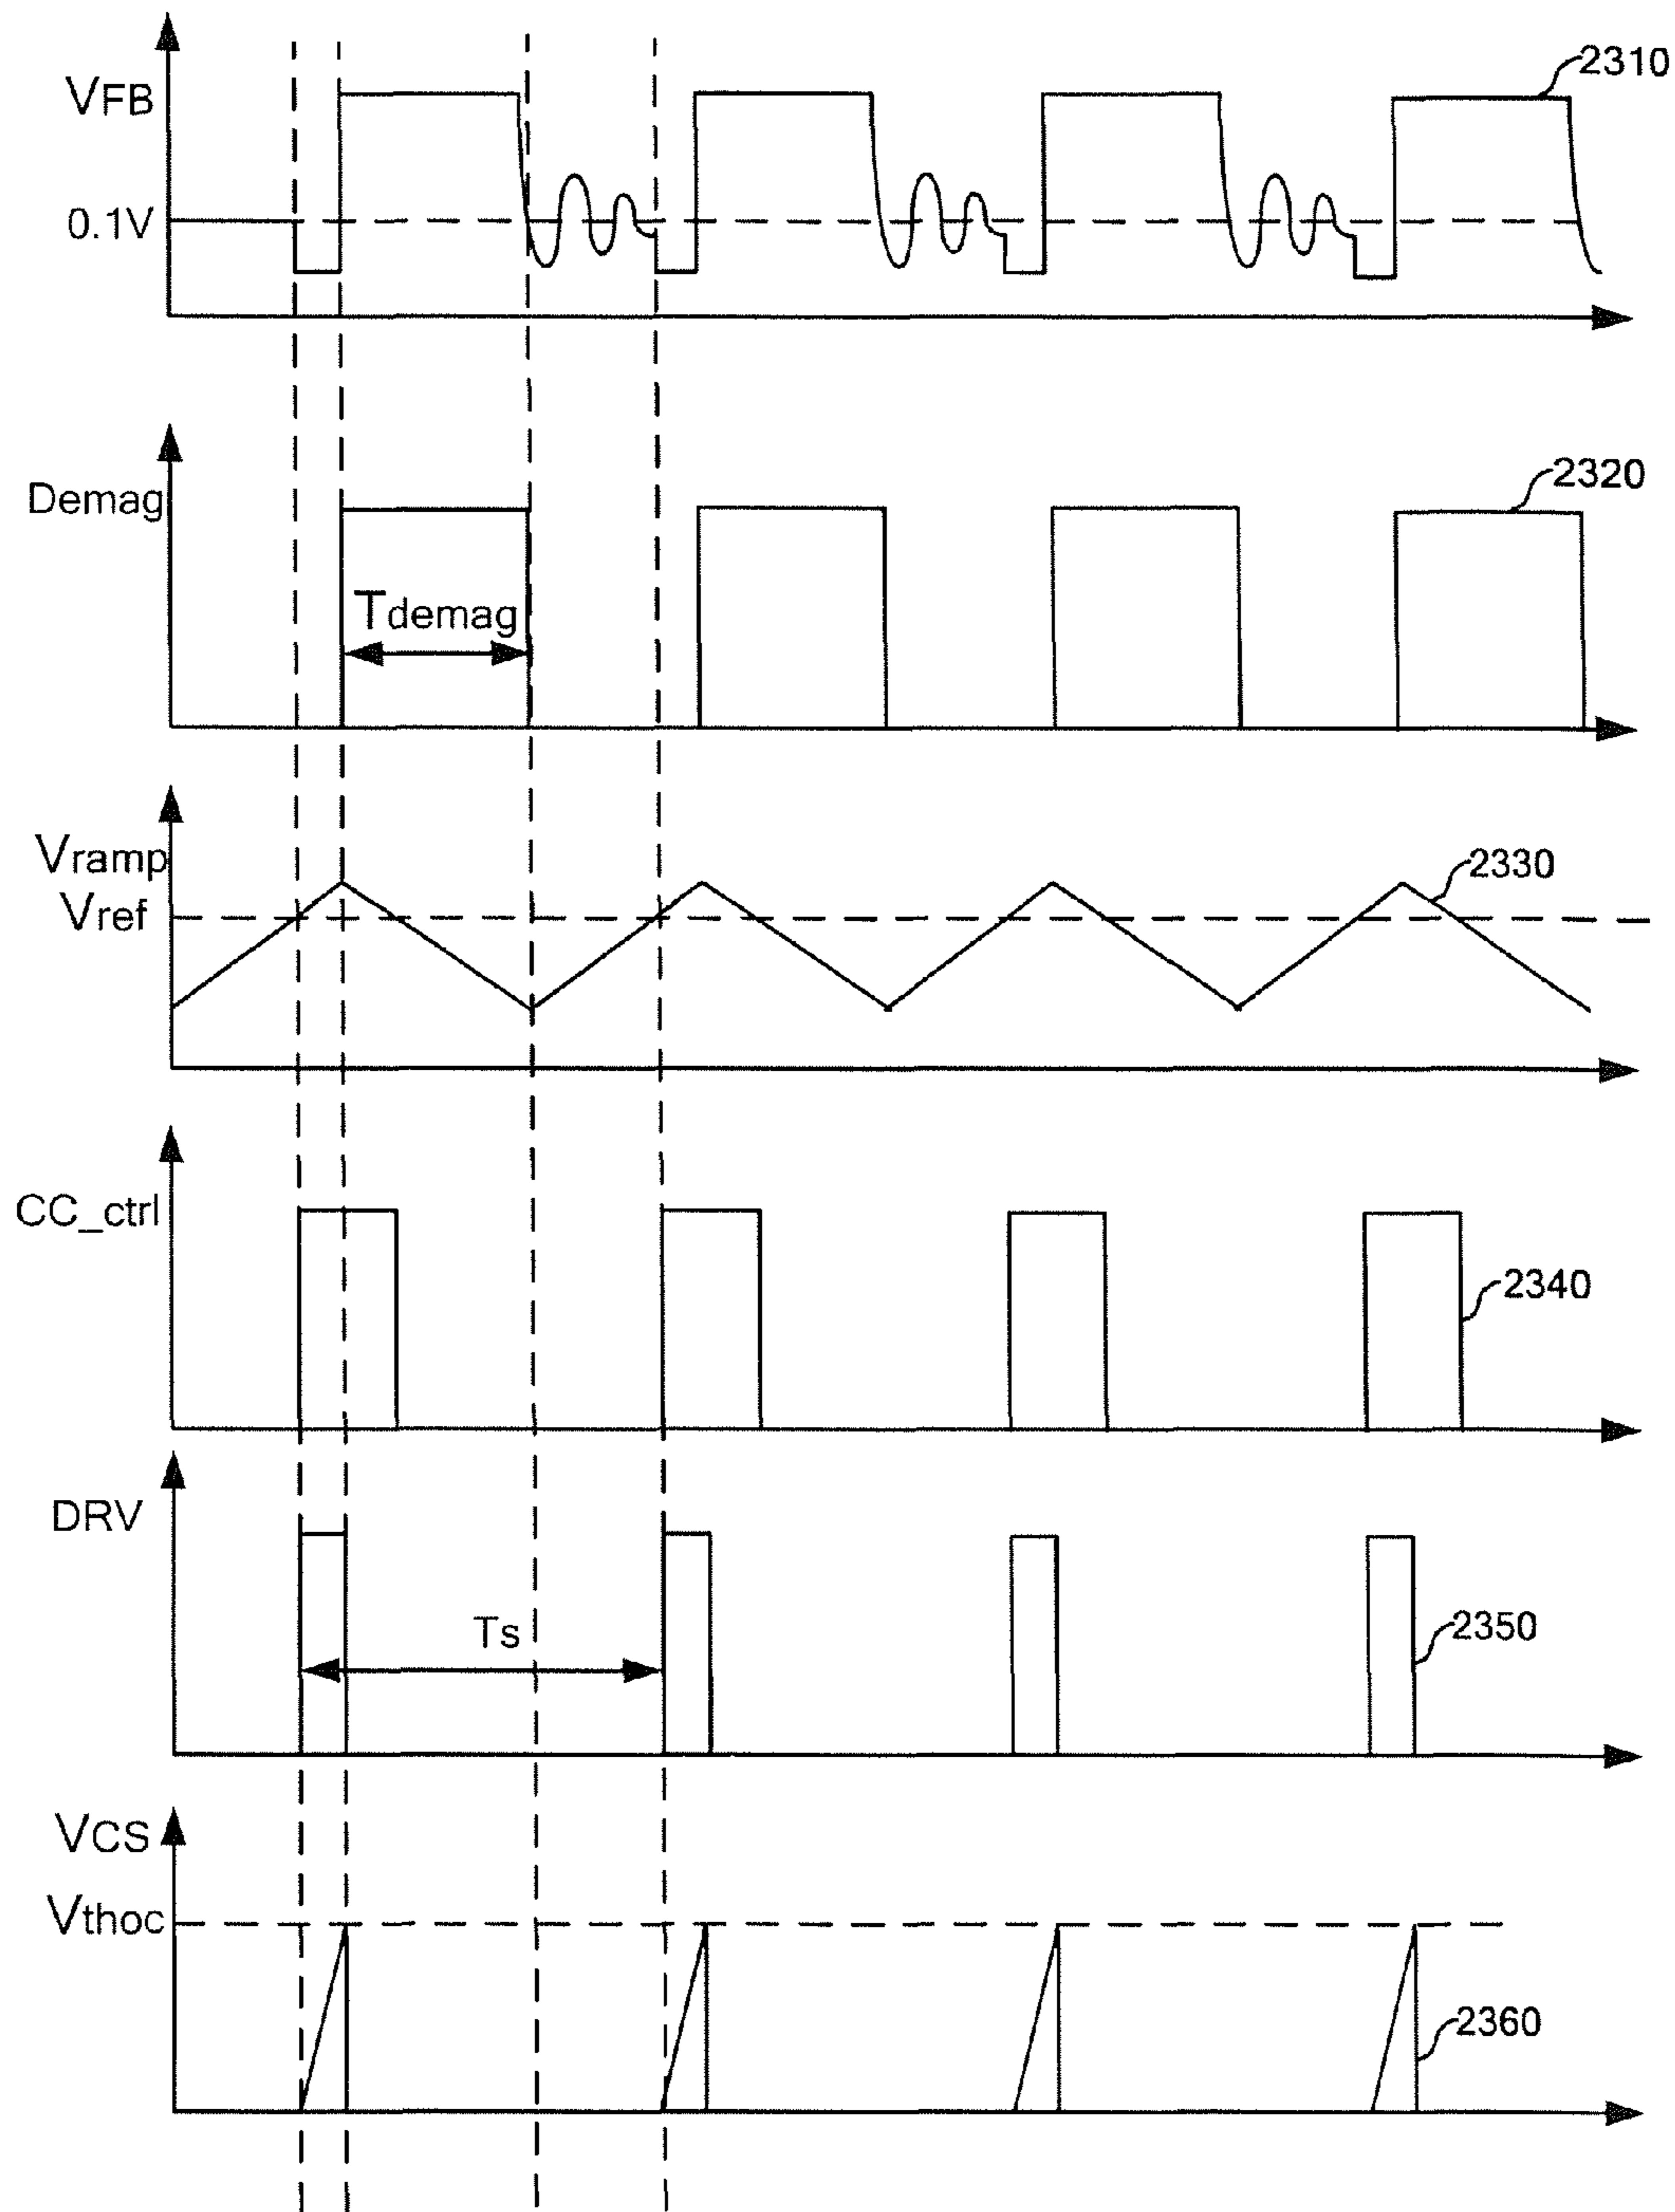 2310
VFB
0.1V
2320
Demag
Tdemag
Vramp
2330
Vref
CC_ctrl
2340
DRV
Ts
2350
VCS
Vthoc
2360